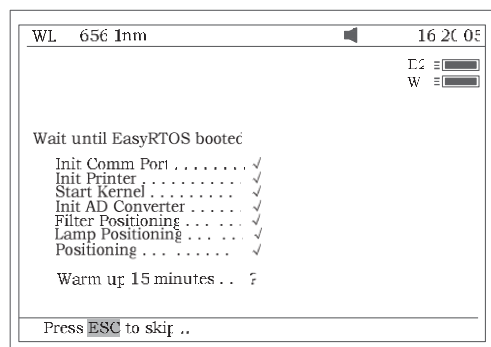 WL 656 1nm 16 20 05
D2
W
Wait until EasyRTOS booted
Init Comm Port . . . . . . . . √
Init Printer . . . . . . . . . . . √
Start Kernel . . . . . . . . . √
Init AD Converter . . . . . . √
Filter Positioning . . . . . . √
Lamp Positioning . . . . . . √
Positioning . . . . . . . . . √
Warm up 15 minutes . . ?
Press ESC to skip ..